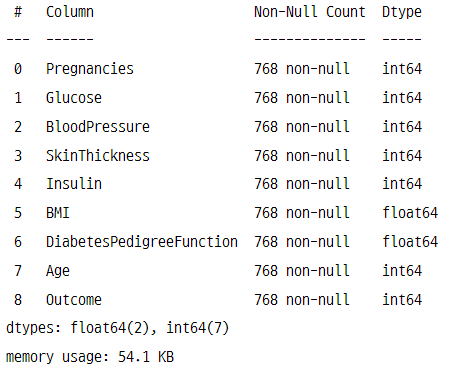 #   Column                    Non-Null Count  Dtype
---  ------                    --------------  -----
 0   Pregnancies               768 non-null    int64
 1   Glucose                   768 non-null    int64
 2   BloodPressure             768 non-null    int64
 3   SkinThickness             768 non-null    int64
 4   Insulin                   768 non-null    int64
 5   BMI                       768 non-null    float64
 6   DiabetesPedigreeFunction  768 non-null    float64
 7   Age                       768 non-null    int64
 8   Outcome                   768 non-null    int64
dtypes: float64(2), int64(7)
memory usage: 54.1 KB